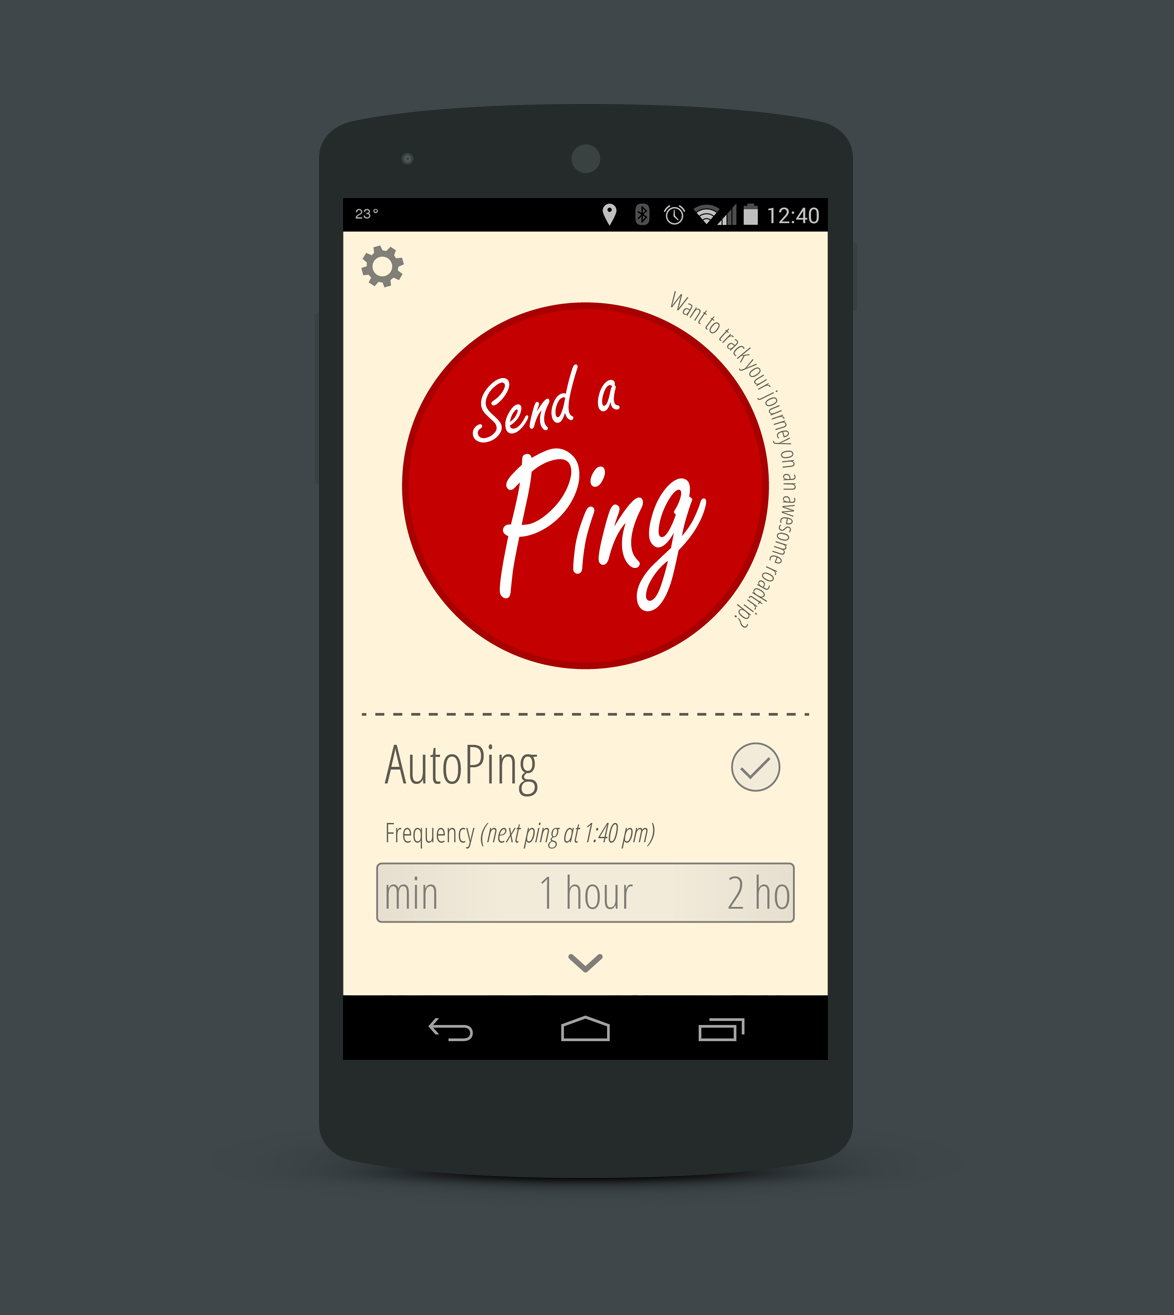 23°
12:40
Want to track your journey on an awesome roadtrip?
Send a
Ping
AutoPing
Frequency (next ping at 1:40 pm)
min 1 hour 2 ho